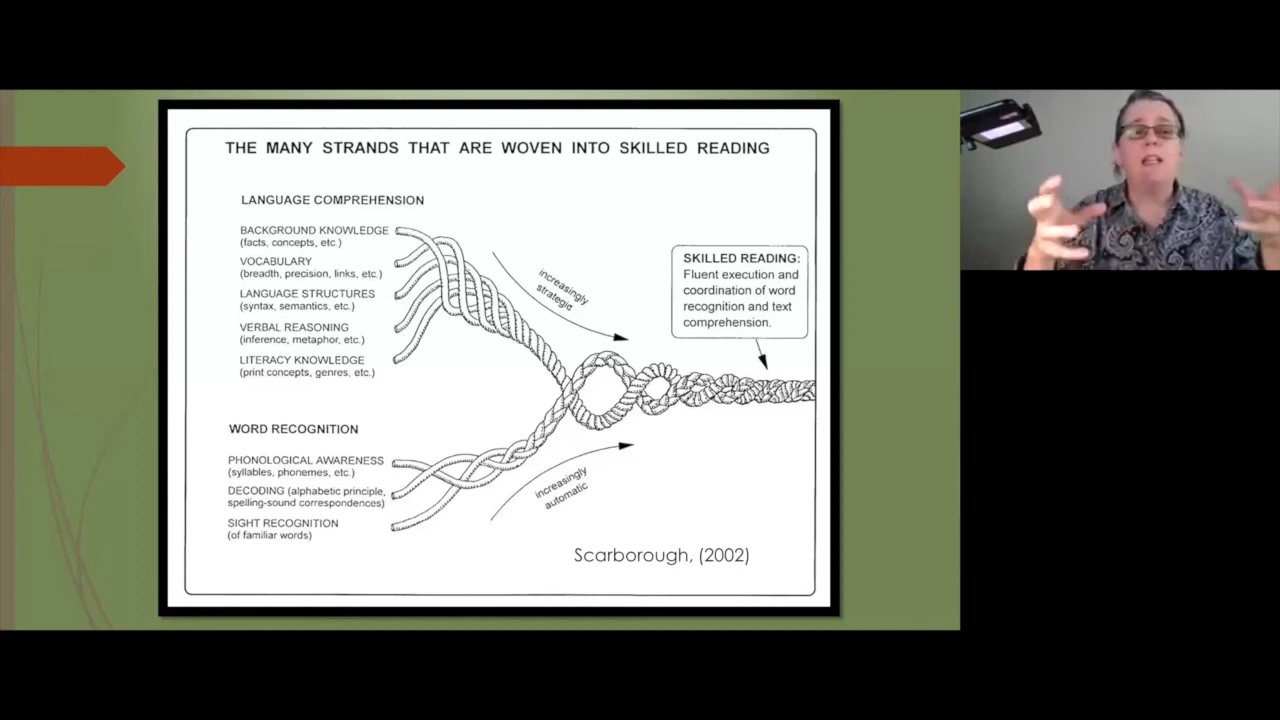 THE MANY STRANDS THAT ARE WOVEN INTO SKILLED READING
LANGUAGE COMPREHENSION
BACKGROUND KNOWLEDGE
(facts, concepts, etc.)
VOCABULARY
(breadth, precision, links, etc.)
LANGUAGE STRUCTURES
(syntax, semantics, etc.)
VERBAL REASONING
(inference, metaphor, etc.)
LITERACY KNOWLEDGE
(print concepts, genres, etc.)
increasingly
strategic
SKILLED READING:
Fluent execution and
coordination of word
recognition and text
comprehension.
WORD RECOGNITION
PHONOLOGICAL AWARENESS
(syllables, phonemes, etc.)
DECODING (alphabetic principle,
spelling-sound correspondences)
SIGHT RECOGNITION
(of familiar words)
increasingly
automatic
Scarborough, (2002)